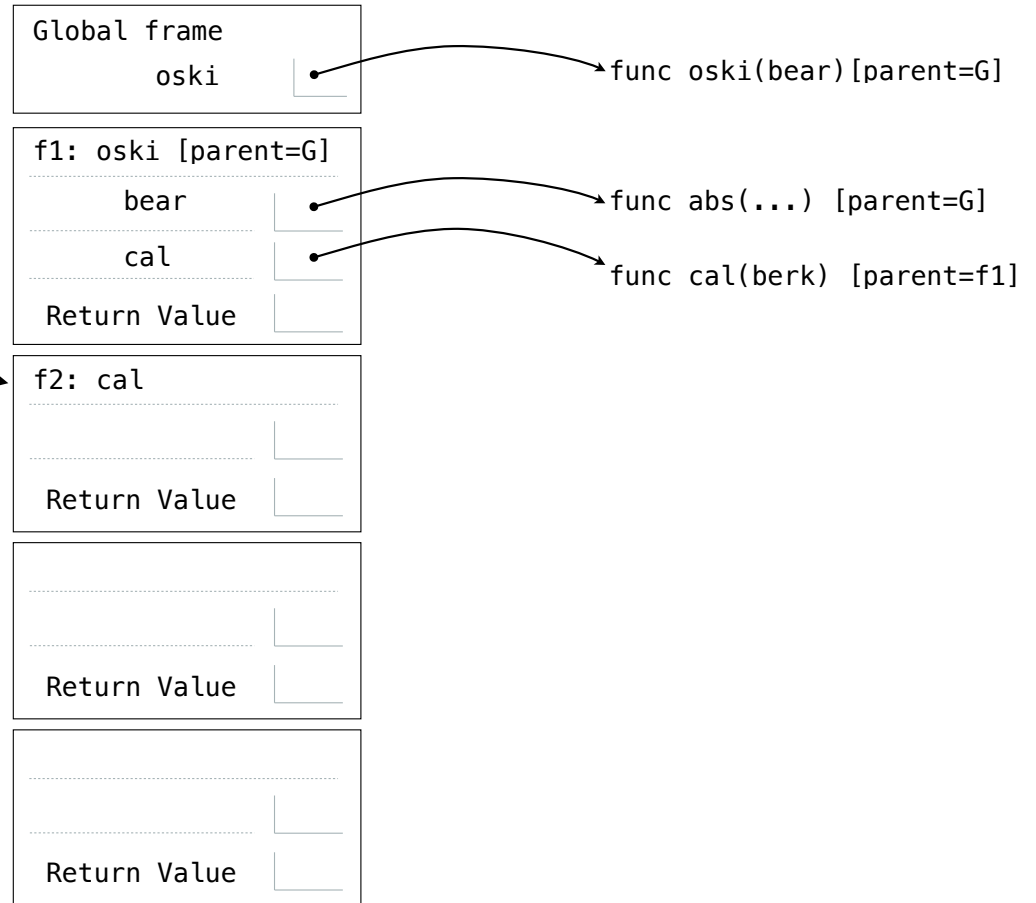 Global frame
oski
func oski(bear)[parent=G]
f1: oski [parent=G]
bear
func abs(...) [parent=G]
cal
func cal(berk) [parent=f1]
Return Value
f2: cal
Return Value
Return Value
Return Value